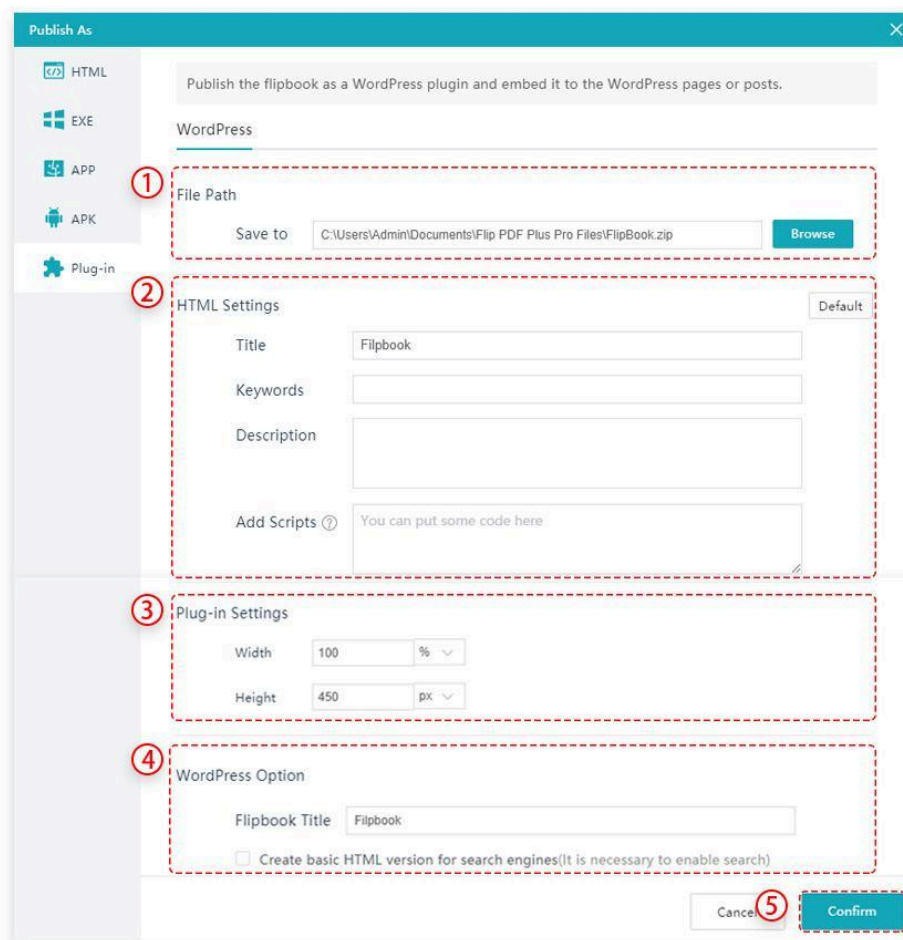 Publish As
HTML
EXE
APP
APK
Plug-in
Publish the flipbook as a WordPress plugin and embed it to the WordPress pages or posts.
WordPress
1
File Path
Save to C:\Users\Admin\Documents\Flip PDF Plus Pro Files\FlipBook.zip Browse
2
HTML Settings Default
Title Filpbook
Keywords
Description
Add Scripts ? You can put some code here
3
Plug-in Settings
Width 100 %
Height 450 px
4
WordPress Option
Flipbook Title Filpbook
Create basic HTML version for search engines(It is necessary to enable search)
Cancel 5 Confirm